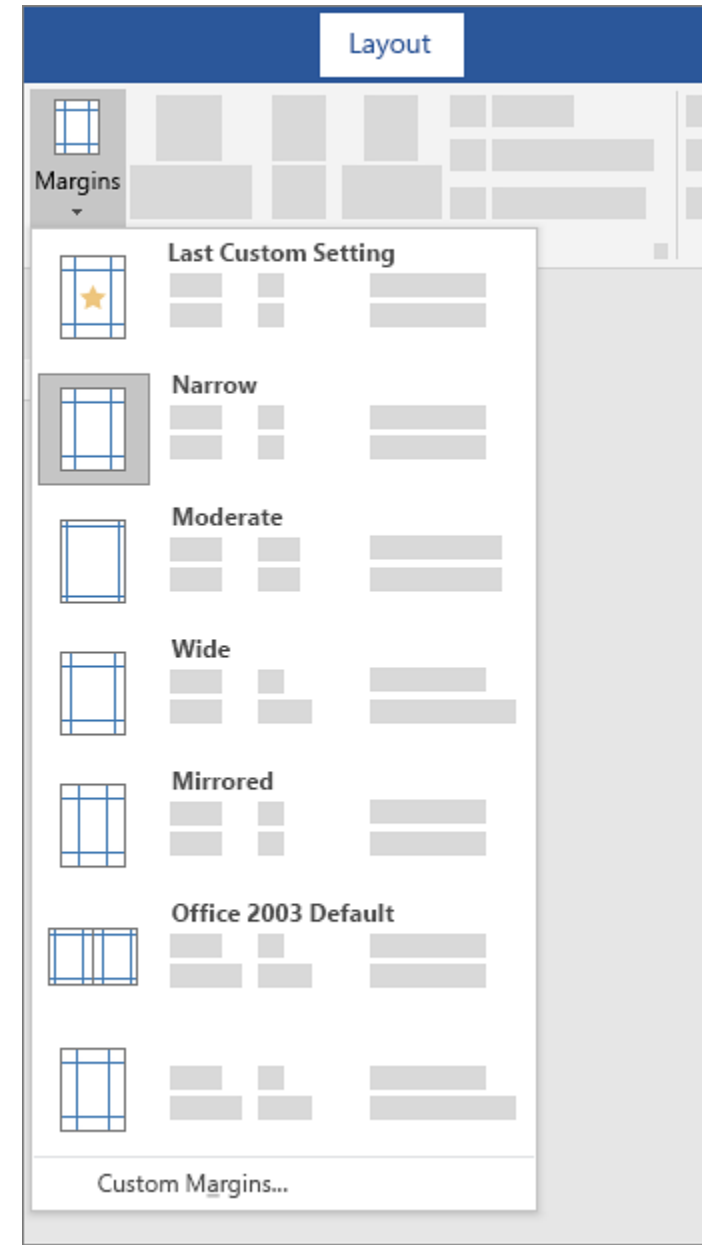 Layout
Margins
Last Custom Setting
Narrow
Moderate
Wide
Mirrored
Office 2003 Default
Custom Margins...